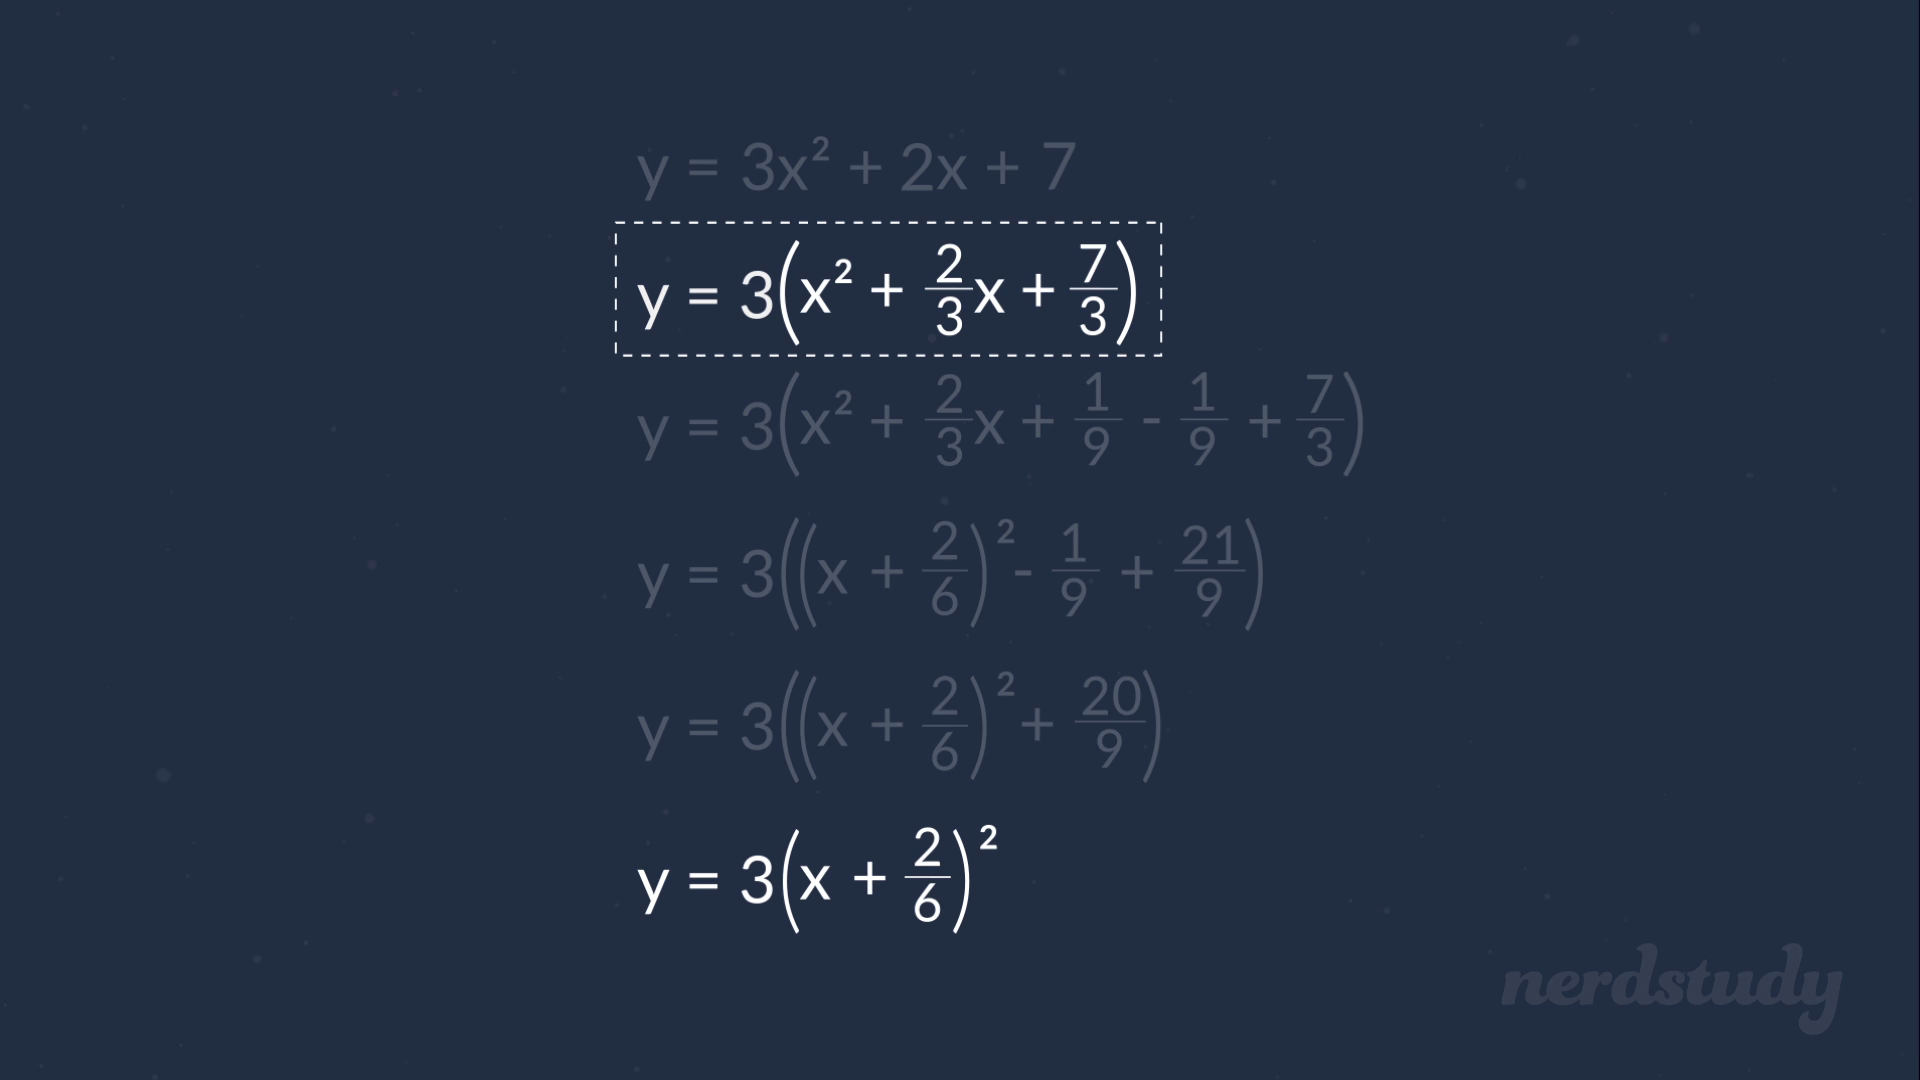 y = 3x² + 2x + 7
y = 3(x² + 2/3x + 7/3)
y = 3(x² + 2/3x + 1/9 - 1/9 + 7/3)
y = 3((x + 2/6)² - 1/9 + 21/9)
y = 3((x + 2/6)² + 20/9)
y = 3(x + 2/6)²
nerdstudy